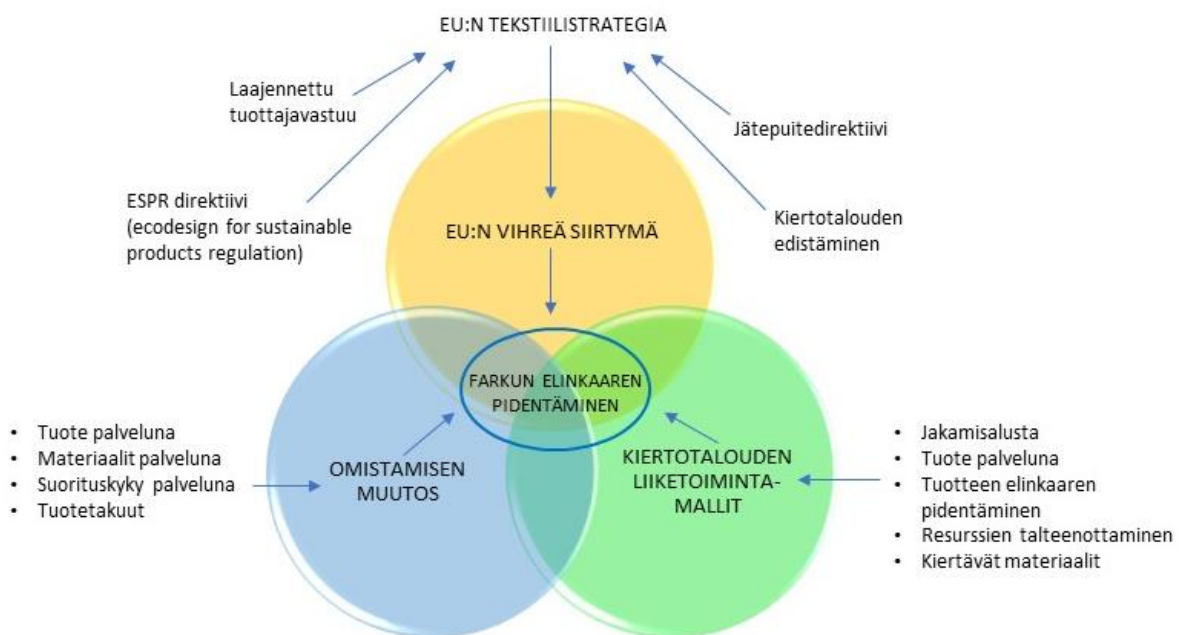 EU:N TEKSTIILISTRATEGIA
Laajennettu
tuottajavastuu
Jätepuitedirektiivi
ESPR direktiivi
(ecodesign for sustainable
products regulation)
Kiertotalouden
edistäminen
EU:N VIHREÄ SIIRTYMÄ
FARKUN ELINKAAREN
PIDENTÄMINEN
• Tuote palveluna
• Materiaalit palveluna
• Suorituskyky palveluna
• Tuotetakuut
OMISTAMISEN
MUUTOS
KIERTOTALOUDEN
LIIKETOIMINTA-
MALLIT
• Jakamisalusta
• Tuote palveluna
• Tuotteen elinkaaren
pidentäminen
• Resurssien talteenottaminen
• Kiertävät materiaalit